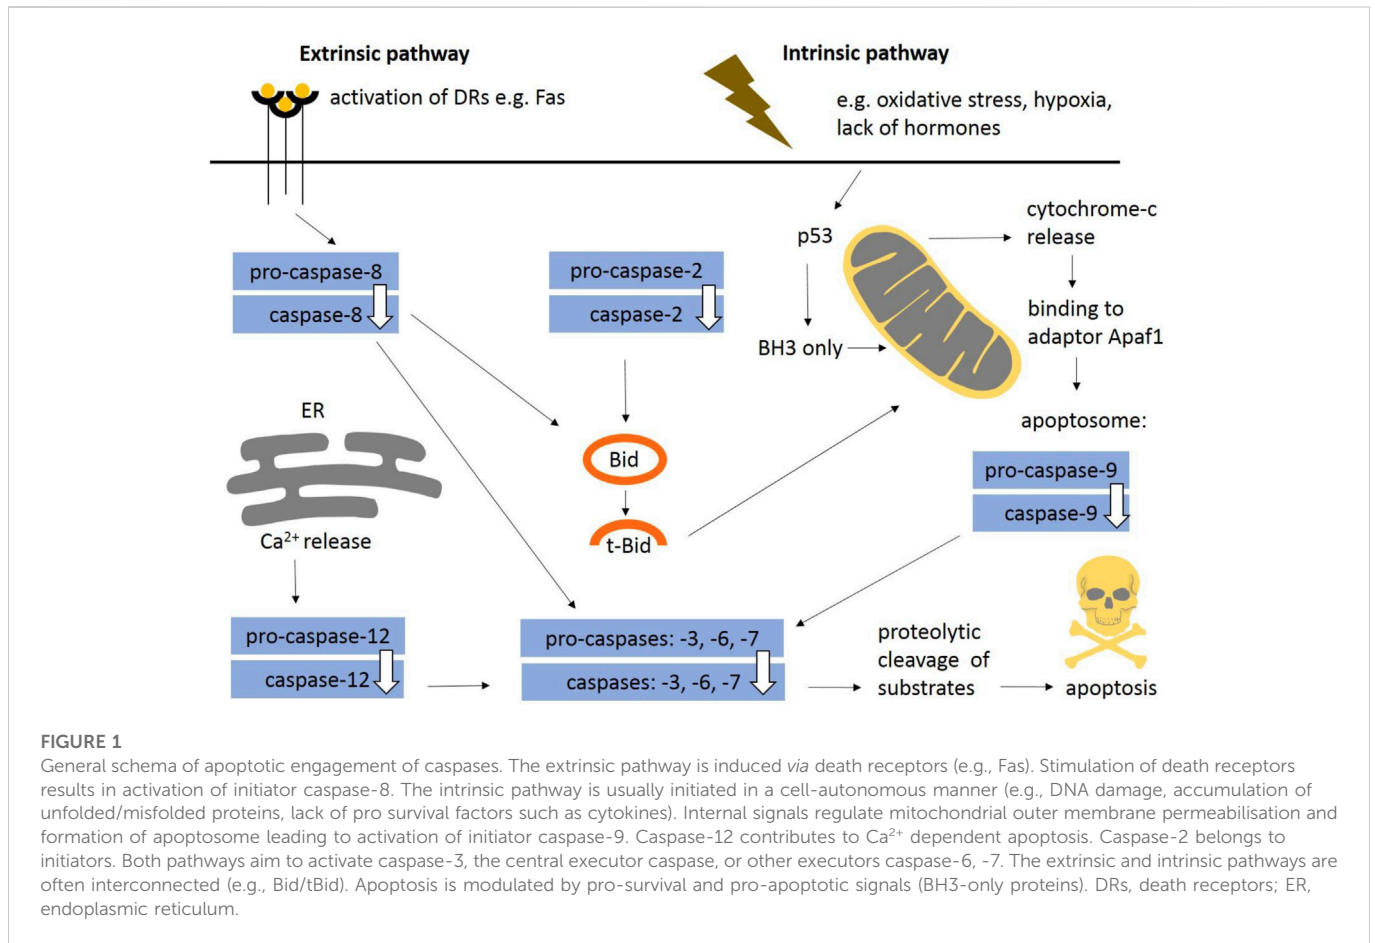 Extrinsic pathway
activation of DRs e.g. Fas
Intrinsic pathway
e.g. oxidative stress, hypoxia,
lack of hormones
pro-caspase-8
caspase-8
pro-caspase-2
caspase-2
p53
BH3 only
cytochrome-c
release
binding to
adaptor Apaf1
apoptosome:
pro-caspase-9
caspase-9
ER
Ca²⁺ release
Bid
t-Bid
pro-caspase-12
caspase-12
pro-caspases: -3, -6, -7
caspases: -3, -6, -7
proteolytic
cleavage of
substrates
apoptosis
FIGURE 1
General schema of apoptotic engagement of caspases. The extrinsic pathway is induced via death receptors (e.g., Fas). Stimulation of death receptors
results in activation of initiator caspase-8. The intrinsic pathway is usually initiated in a cell-autonomous manner (e.g., DNA damage, accumulation of
unfolded/misfolded proteins, lack of pro survival factors such as cytokines). Internal signals regulate mitochondrial outer membrane permeabilisation and
formation of apoptosome leading to activation of initiator caspase-9. Caspase-12 contributes to Ca²⁺ dependent apoptosis. Caspase-2 belongs to
initiators. Both pathways aim to activate caspase-3, the central executor caspase, or other executors caspase-6, -7. The extrinsic and intrinsic pathways are
often interconnected (e.g., Bid/tBid). Apoptosis is modulated by pro-survival and pro-apoptotic signals (BH3-only proteins). DRs, death receptors; ER,
endoplasmic reticulum.